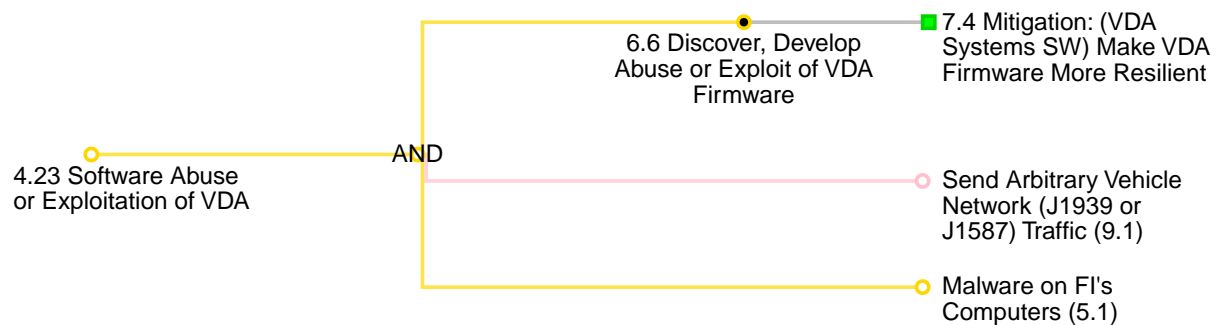 7.4 Mitigation: (VDA
Systems SW) Make VDA
Firmware More Resilient
6.6 Discover, Develop
Abuse or Exploit of VDA
Firmware
AND
4.23 Software Abuse
or Exploitation of VDA
Send Arbitrary Vehicle
Network (J1939 or
J1587) Traffic (9.1)
Malware on FI's
Computers (5.1)